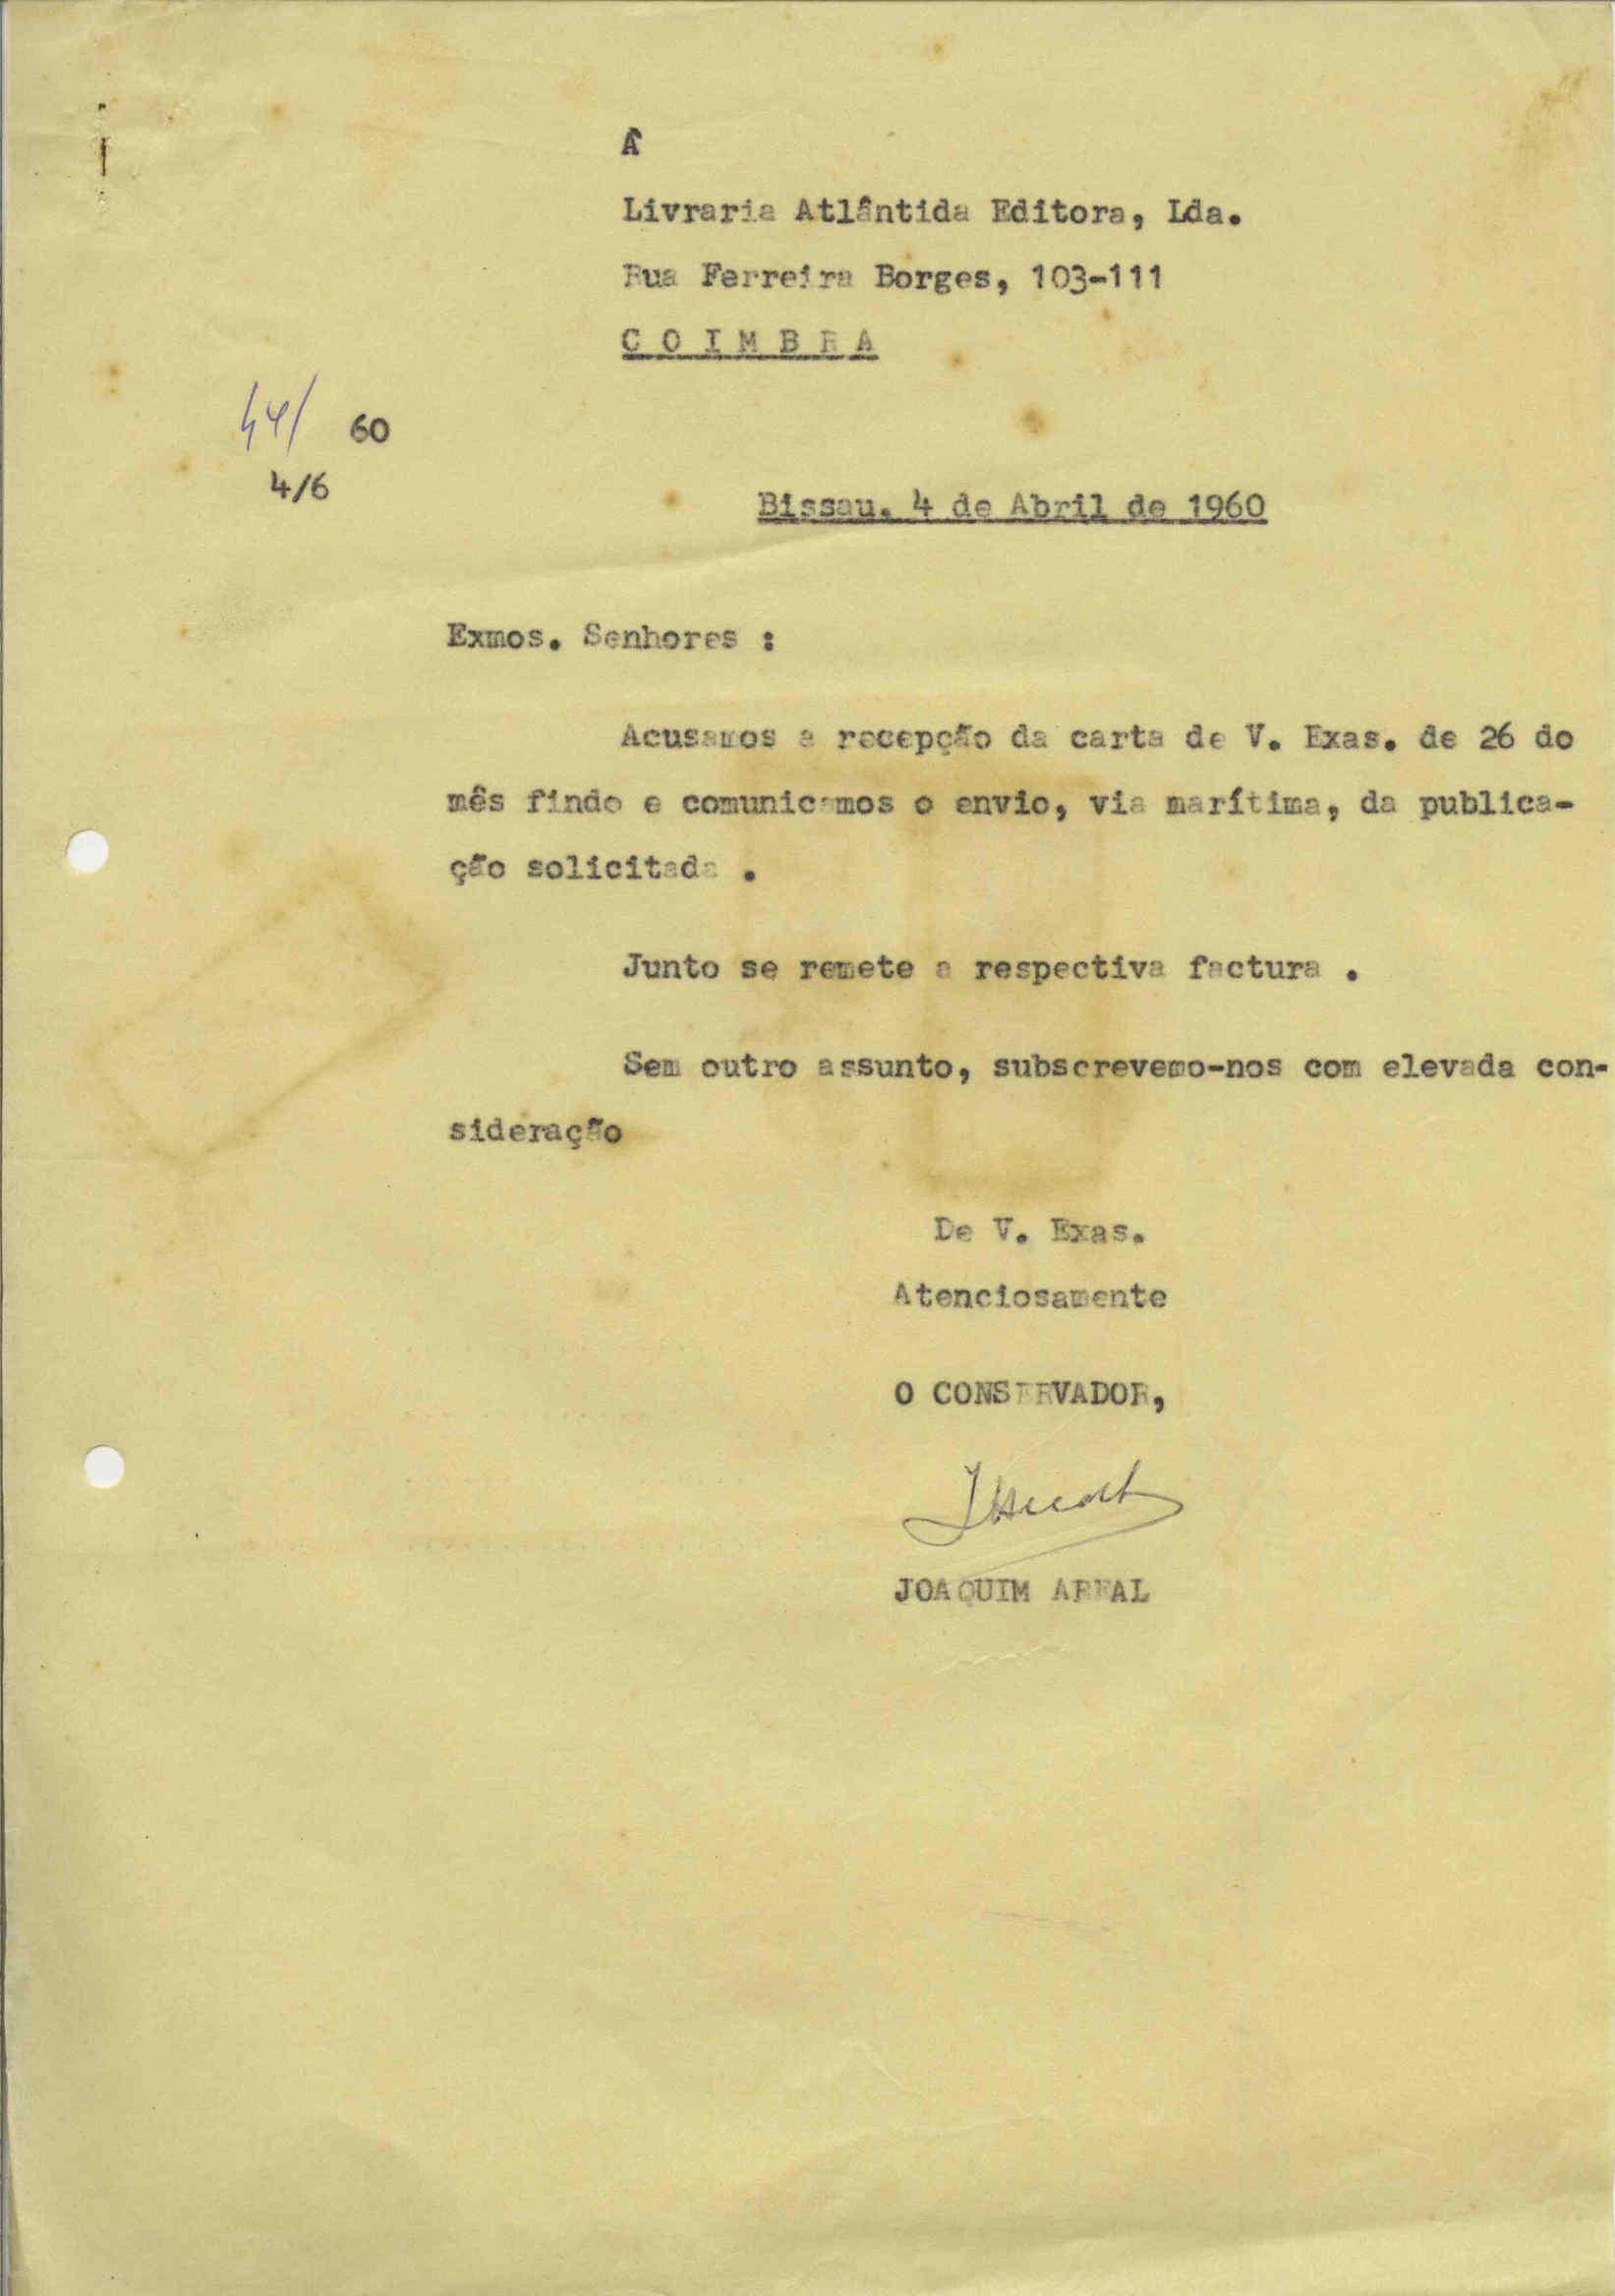 À
Livraria Atlântida Editora, Lda.
Rua Ferreira Borges, 103-111
C O I M B R A
44/ 60
4/6
Bissau. 4 de Abril de 1960
Exmos. Senhores :
Acusamos a recepção da carta de V. Exas. de 26 do
mês findo e comunicamos o envio, via marítima, da publica-
ção solicitada .
Junto se remete a respectiva factura .
Sem outro assunto, subscrevemo-nos com elevada con-
sideração
De V. Exas.
Atenciosamente
O CONSERVADOR,
JOAQUIM AREAL